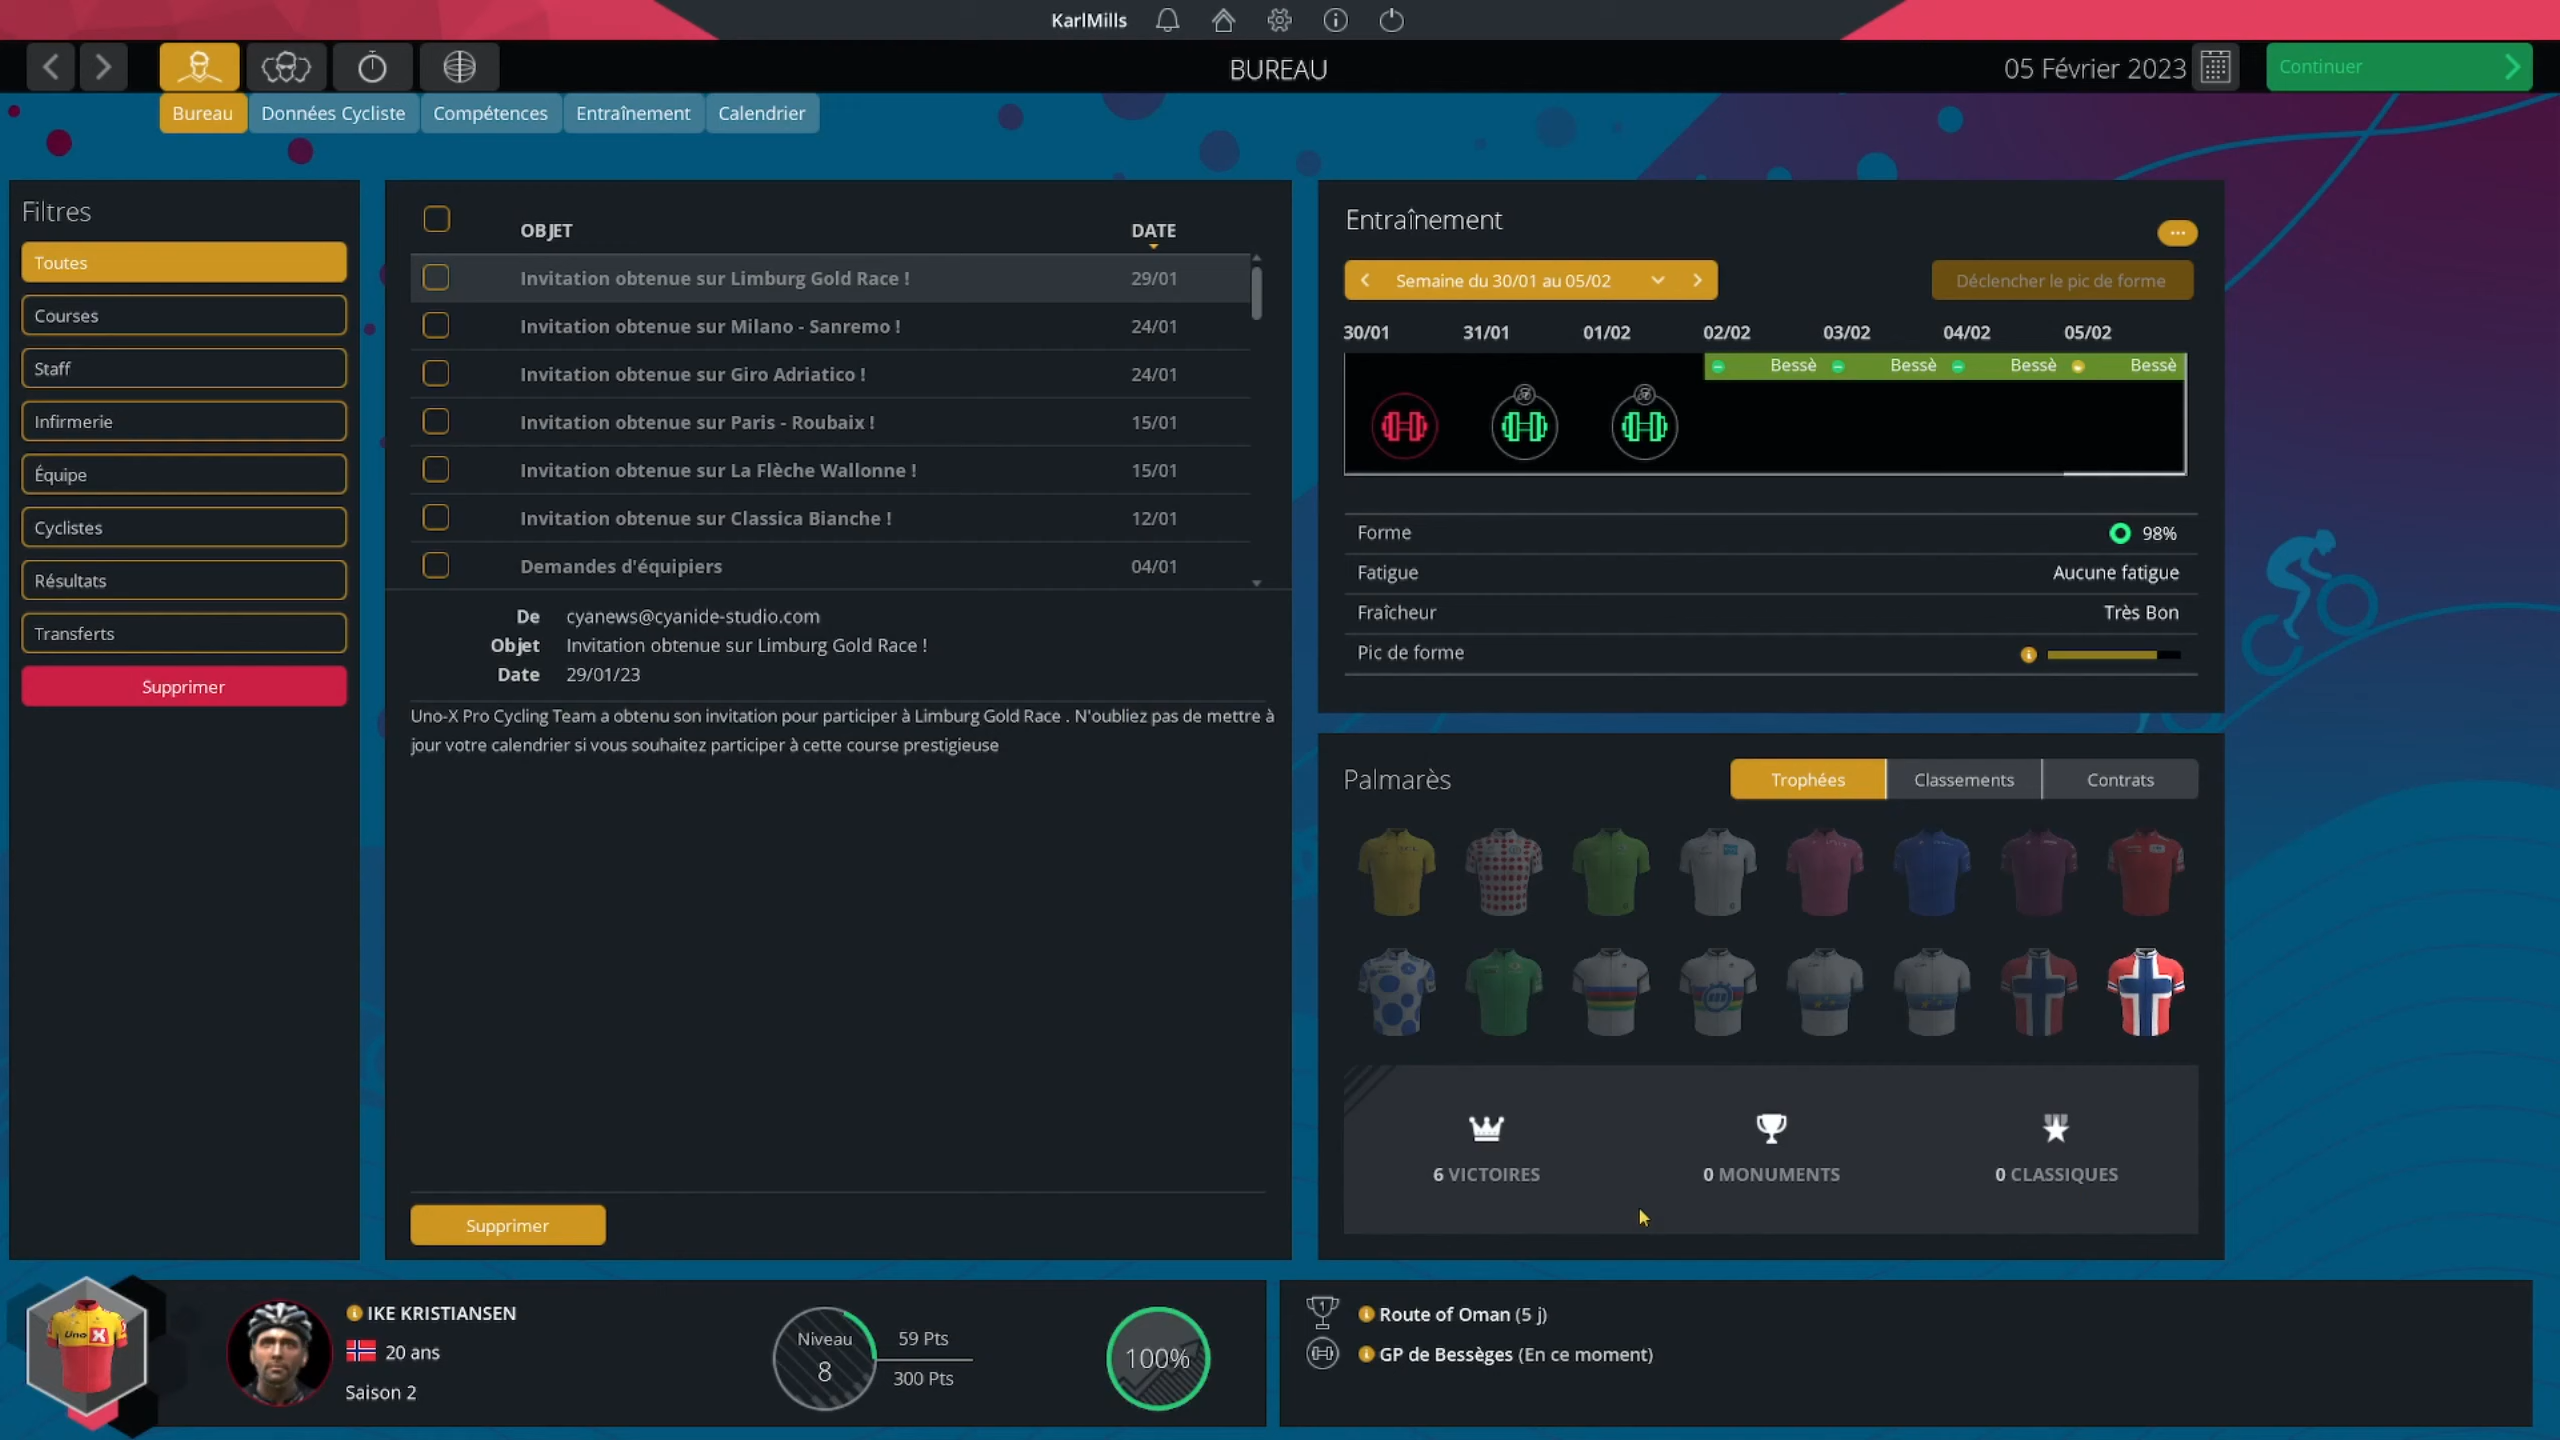 KarlMills
BUREAU
05 Février 2023
Continuer
Bureau
Données Cycliste
Compétences
Entraînement
Calendrier
Filtres
Toutes
Courses
Staff
Infirmerie
Équipe
Cyclistes
Résultats
Transferts
Supprimer
OBJET DATE
Invitation obtenue sur Limburg Gold Race ! 29/01
Invitation obtenue sur Milano - Sanremo ! 24/01
Invitation obtenue sur Giro Adriatico ! 24/01
Invitation obtenue sur Paris - Roubaix ! 15/01
Invitation obtenue sur La Flèche Wallonne ! 15/01
Invitation obtenue sur Classica Bianche ! 12/01
Demandes d'équipiers 04/01
De cyanews@cyanide-studio.com
Objet Invitation obtenue sur Limburg Gold Race !
Date 29/01/23
Uno-X Pro Cycling Team a obtenu son invitation pour participer à Limburg Gold Race . N'oubliez pas de mettre à
jour votre calendrier si vous souhaitez participer à cette course prestigieuse
Supprimer
Entraînement
...
Semaine du 30/01 au 05/02
Déclencher le pic de forme
30/01 31/01 01/02 02/02 03/02 04/02 05/02
Bessè Bessè Bessè Bessè
Forme 98%
Fatigue Aucune fatigue
Fraîcheur Très Bon
Pic de forme
Palmarès
Trophées
Classements
Contrats
6 VICTOIRES
0 MONUMENTS
0 CLASSIQUES
Uno X
IKE KRISTIANSEN
20 ans
Saison 2
Niveau
8
59 Pts
300 Pts
100%
1
Route of Oman (5 j)
GP de Bessèges (En ce moment)